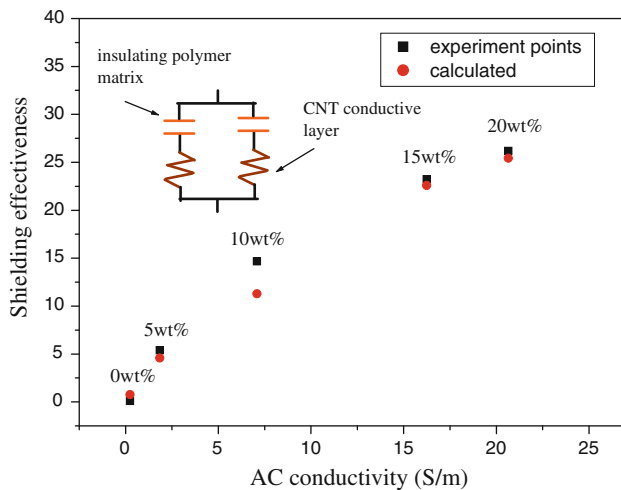 40
35
30
25
20
15
10
5
0
Shielding effectiveness
insulating polymer
matrix
CNT conductive
layer
experiment points
calculated
0wt%
5wt%
10wt%
15wt%
20wt%
0
5
10
15
20
25
AC conductivity (S/m)